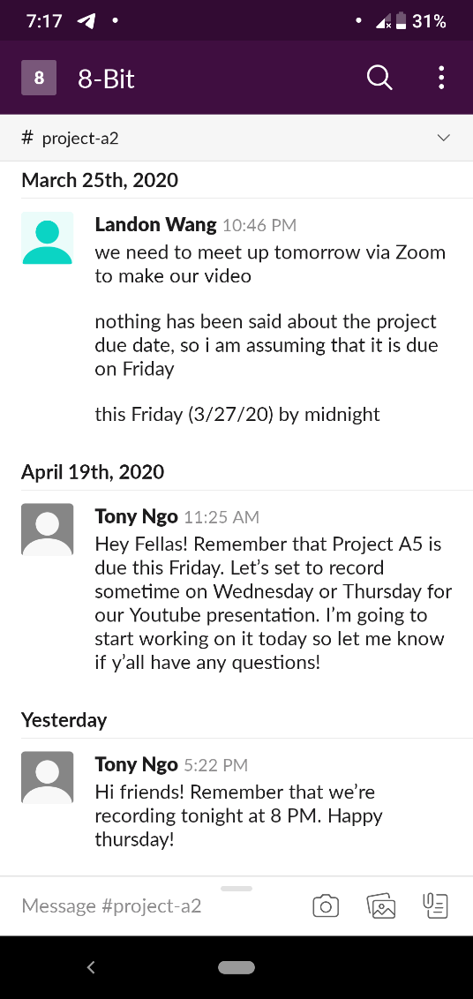 7:17
31%
8
8-Bit
# project-a2
March 25th, 2020
Landon Wang 10:46 PM
we need to meet up tomorrow via Zoom
to make our video
nothing has been said about the project
due date, so i am assuming that it is due
on Friday
this Friday (3/27/20) by midnight
April 19th, 2020
Tony Ngo 11:25 AM
Hey Fellas! Remember that Project A5 is
due this Friday. Let’s set to record
sometime on Wednesday or Thursday for
our Youtube presentation. I’m going to
start working on it today so let me know
if y’all have any questions!
Yesterday
Tony Ngo 5:22 PM
Hi friends! Remember that we’re
recording tonight at 8 PM. Happy
thursday!
Message #project-a2